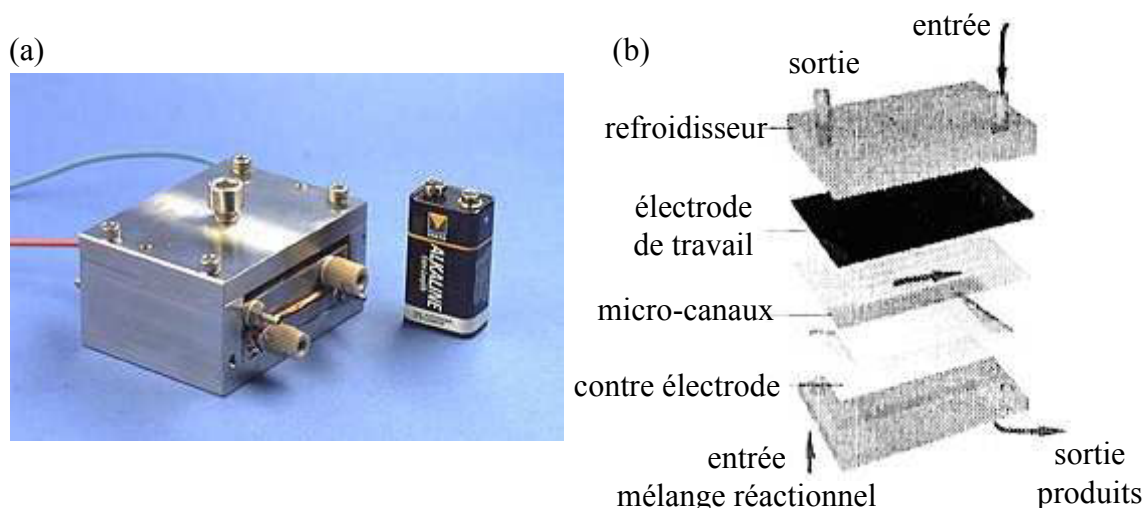 (a)
ALKALINE
(b)
entrée
sortie
refroidisseur
électrode
de travail
micro-canaux
contre électrode
entrée
mélange réactionnel
sortie
produits